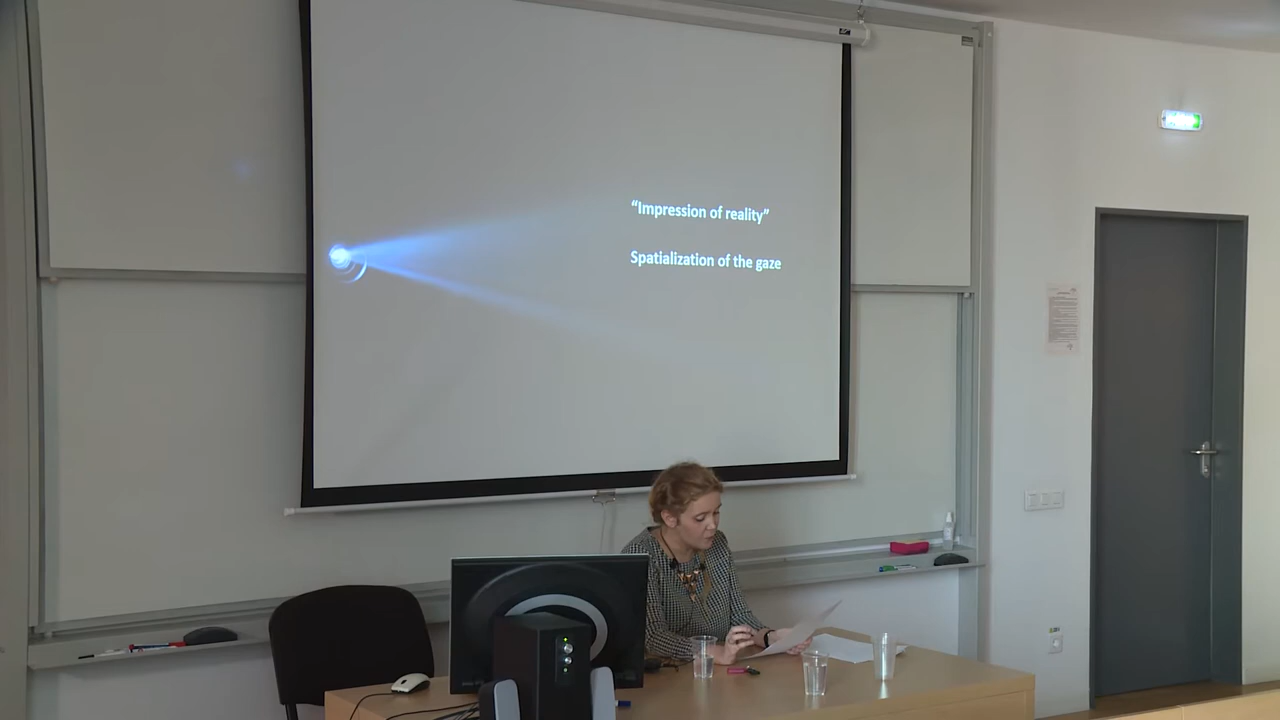 “Impression of reality”
Spatialization of the gaze